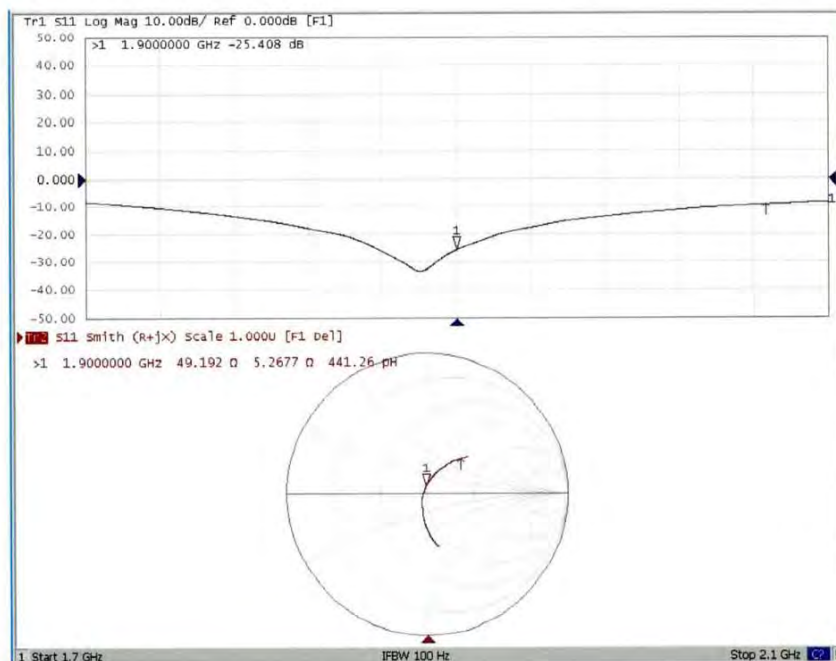 Tr1 S11 Log Mag 10.00dB/ Ref 0.000dB [F1]
50.00
>1 1.9000000 GHz -25.408 dB
40.00
30.00
20.00
10.00
0.000
-10.00
1
-20.00
1
-30.00
-40.00
-50.00
Tr2 S11 Smith (R+jX) Scale 1.000U [F1 Del]
>1 1.9000000 GHz 49.192 Ω 5.2677 Ω 441.26 pH
1
1 Start 1.7 GHz IFBW 100 Hz Stop 2.1 GHz C?